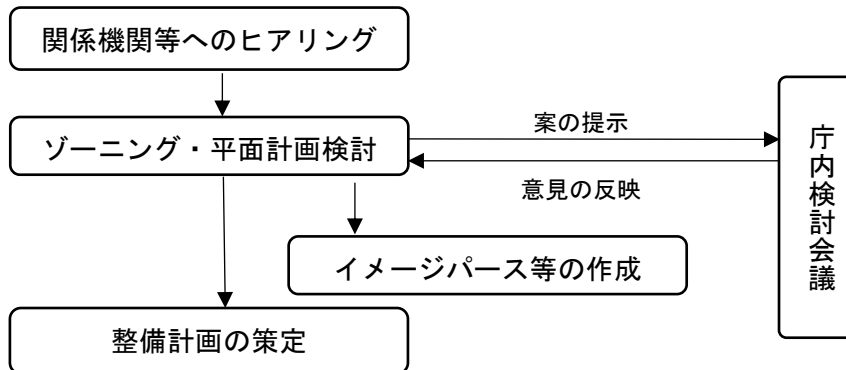 関係機関等へのヒアリング
ゾーニング・平面計画検討
案の提示
意見の反映
庁内検討会議
イメージパース等の作成
整備計画の策定